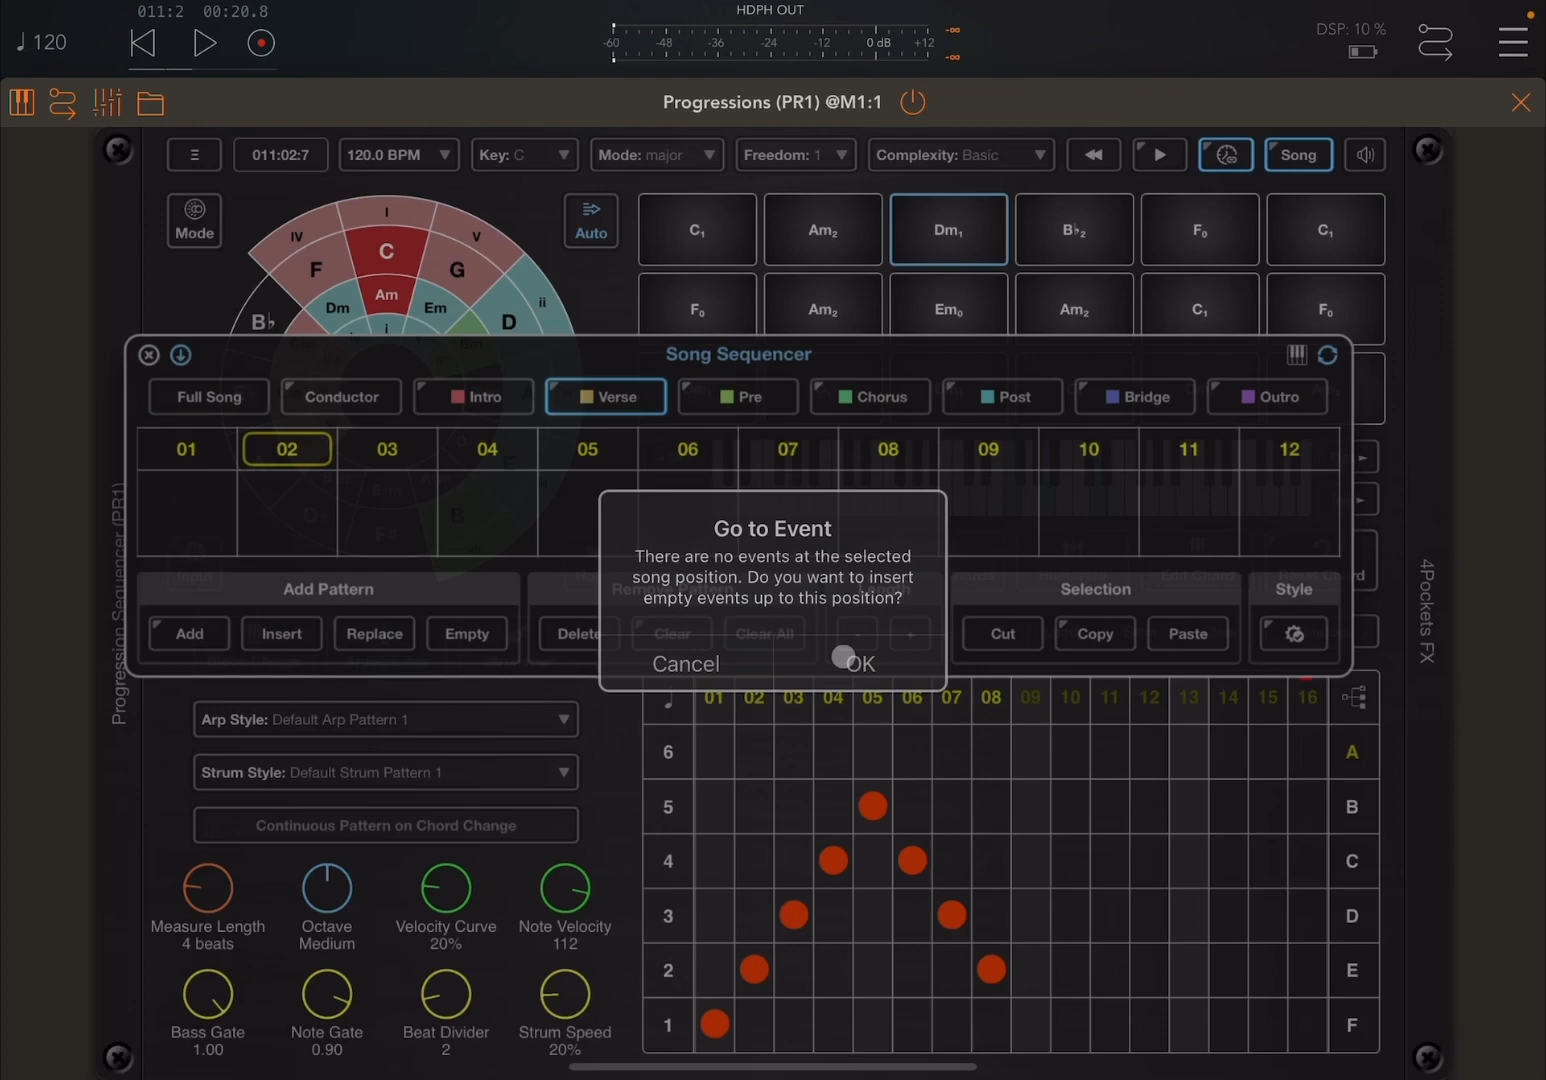 011:2 00:20.8
HDPH OUT
120
-60 -48 -36 -24 -12 0 dB +12
-∞
-∞
DSP: 10 %
Progressions (PR1) @M1:1
011:02:7
120.0 BPM
Key: C
Mode: major
Freedom: 1
Complexity: Basic
Song
Mode
Auto
I
IV
V
C
F
G
Am
Dm
Em
ii
i
B♭
D
C₁ Am₂ Dm₁ B♭₂ F₀ C₁
F₀ Am₂ Em₀ Am₂ C₁ F₀
Song Sequencer
Full Song
Conductor
Intro
Verse
Pre
Chorus
Post
Bridge
Outro
01 02 03 04 05 06 07 08 09 10 11 12
Go to Event
There are no events at the selected
song position. Do you want to insert
empty events up to this position?
Cancel
OK
Add Pattern
Remove Pattern
Length
Selection
Style
Add
Insert
Replace
Empty
Delete
Clear
Clear All
-
+
Cut
Copy
Paste
Progression Sequencer (PR1)
4Pockets FX
Arp Style: Default Arp Pattern 1
Strum Style: Default Strum Pattern 1
Continuous Pattern on Chord Change
Measure Length
4 beats
Octave
Medium
Velocity Curve
20%
Note Velocity
112
Bass Gate
1.00
Note Gate
0.90
Beat Divider
2
Strum Speed
20%
01 02 03 04 05 06 07 08 09 10 11 12 13 14 15 16
6 A
5 B
4 C
3 D
2 E
1 F